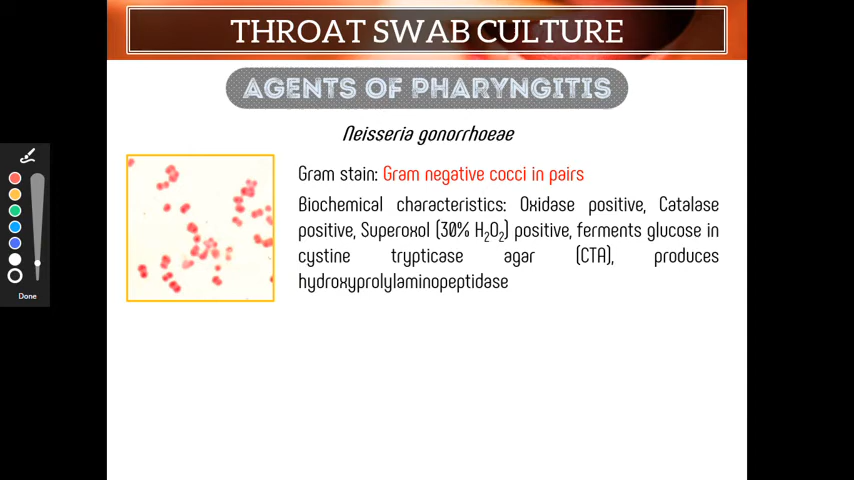 THROAT SWAB CULTURE
AGENTS OF PHARYNGITIS
Neisseria gonorrhoeae
Gram stain: Gram negative cocci in pairs
Biochemical characteristics: Oxidase positive, Catalase
positive, Superoxol (30% H₂O₂) positive, ferments glucose in
cystine trypticase agar (CTA), produces
hydroxyprolylaminopeptidase
Done